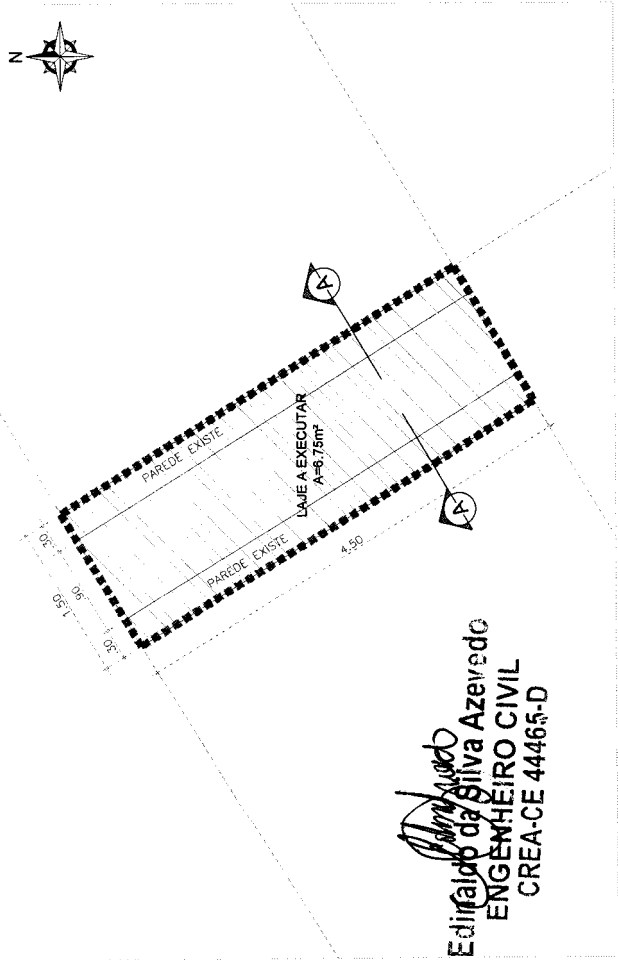 N
.30
1.50
.90
.30
PAREDE EXISTE
LAJE A EXECUTAR
A=6.75m²
PAREDE EXISTE
4.50
A
A
Edinaldo da Silva Azevedo
ENGENHEIRO CIVIL
CREA-CE 44465-D